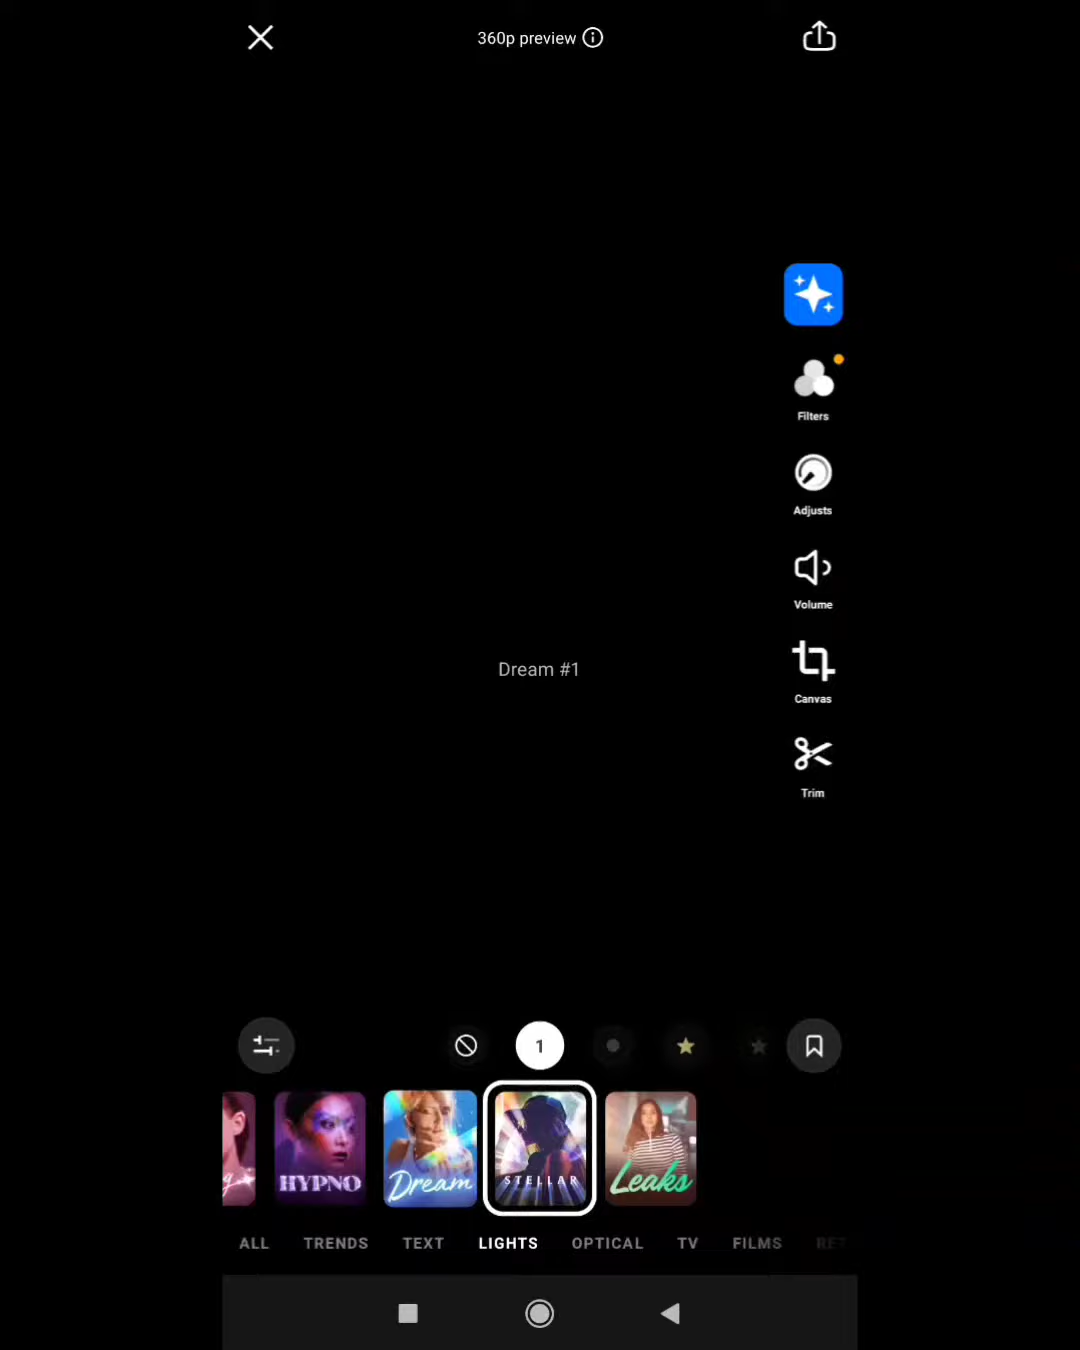 360p preview
Filters
Adjusts
Volume
Canvas
Dream #1
Trim
1
HYPNO
Dream
STELLAR
Leaks
ALL TRENDS TEXT LIGHTS OPTICAL TV FILMS